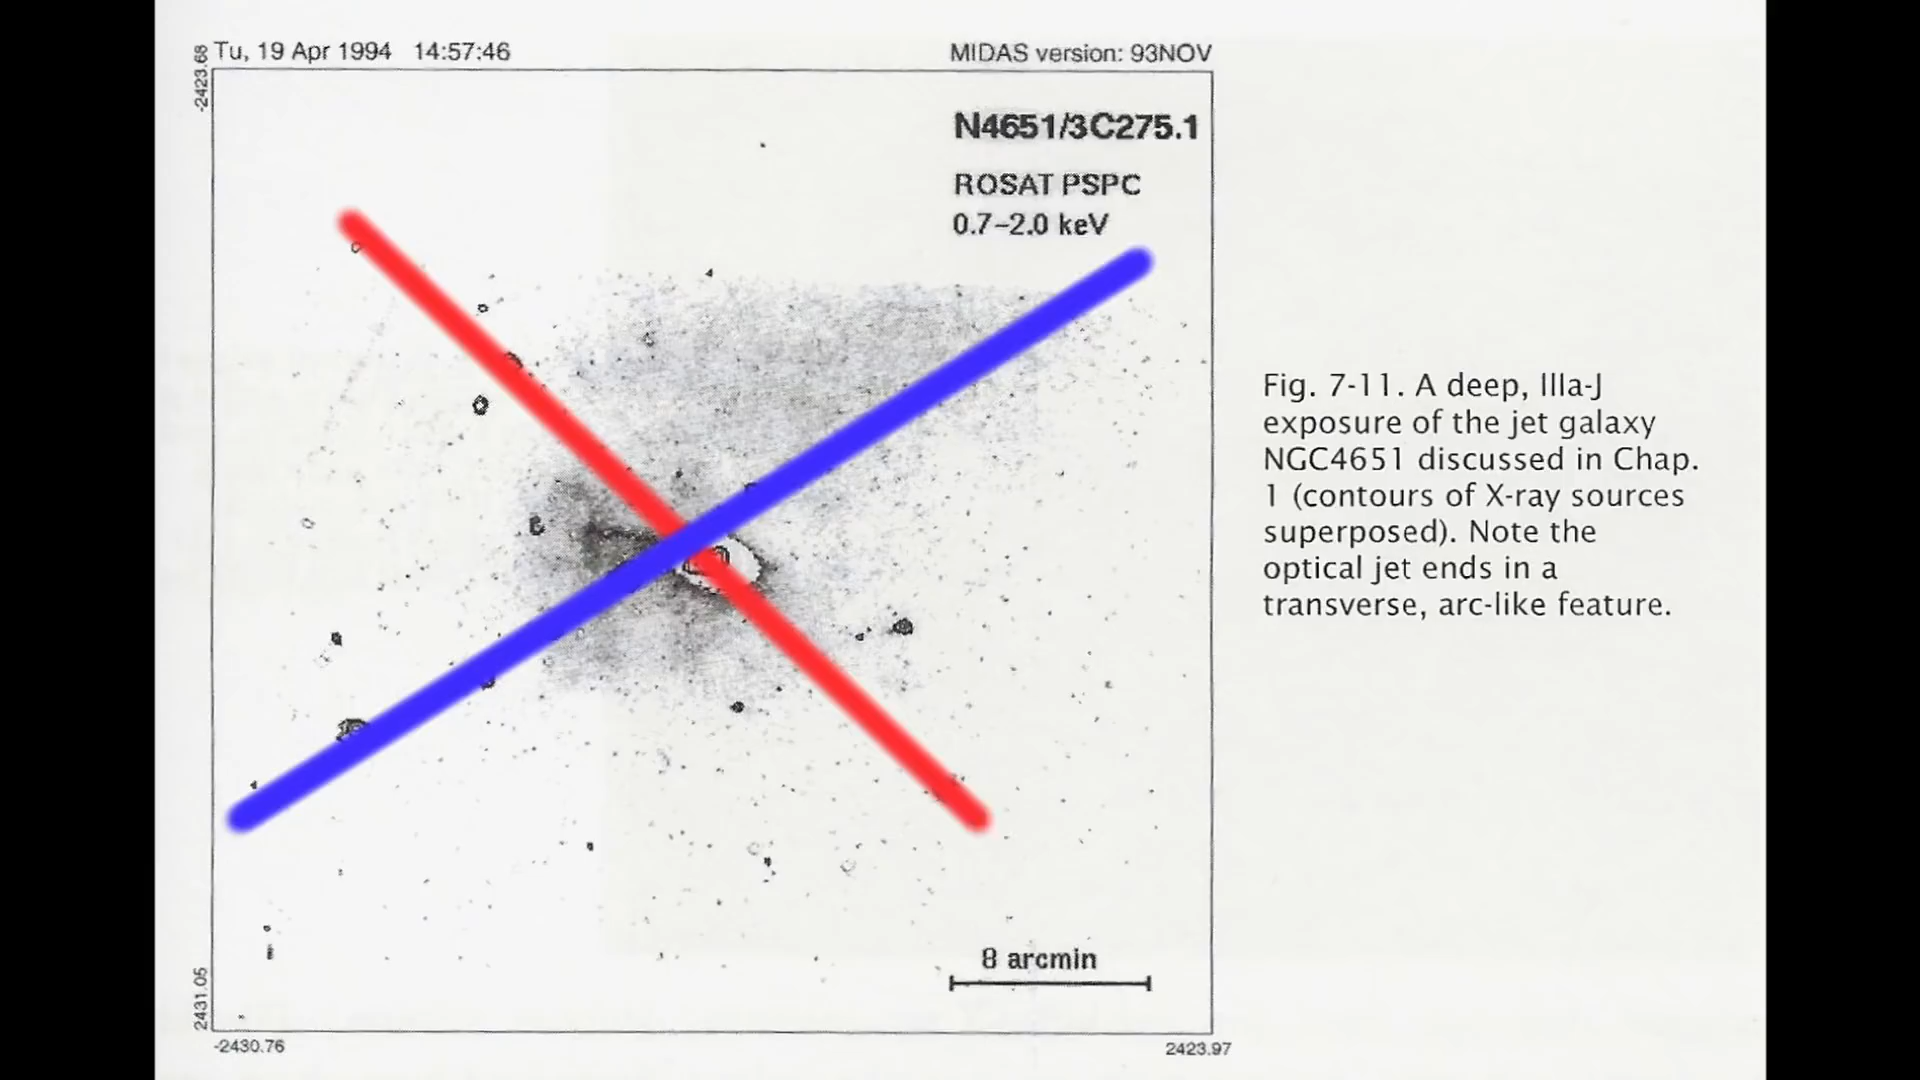 -2423.68
Tu, 19 Apr 1994 14:57:46
MIDAS version: 93NOV
N4651/3C275.1
ROSAT PSPC
0.7-2.0 keV
Fig. 7-11. A deep, IIIa-J
exposure of the jet galaxy
NGC4651 discussed in Chap.
1 (contours of X-ray sources
superposed). Note the
optical jet ends in a
transverse, arc-like feature.
8 arcmin
2431.05
-2430.76
2423.97